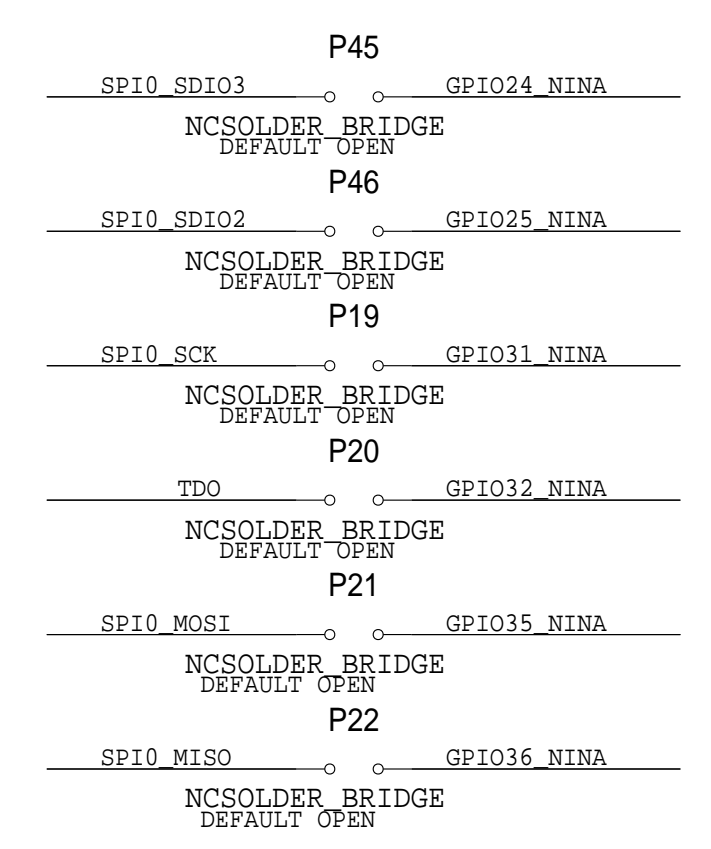 P45
SPI0_SDIO3 GPIO24_NINA
NCSOLDER_BRIDGE
DEFAULT OPEN
P46
SPI0_SDIO2 GPIO25_NINA
NCSOLDER_BRIDGE
DEFAULT OPEN
P19
SPI0_SCK GPIO31_NINA
NCSOLDER_BRIDGE
DEFAULT OPEN
P20
TDO GPIO32_NINA
NCSOLDER_BRIDGE
DEFAULT OPEN
P21
SPI0_MOSI GPIO35_NINA
NCSOLDER_BRIDGE
DEFAULT OPEN
P22
SPI0_MISO GPIO36_NINA
NCSOLDER_BRIDGE
DEFAULT OPEN